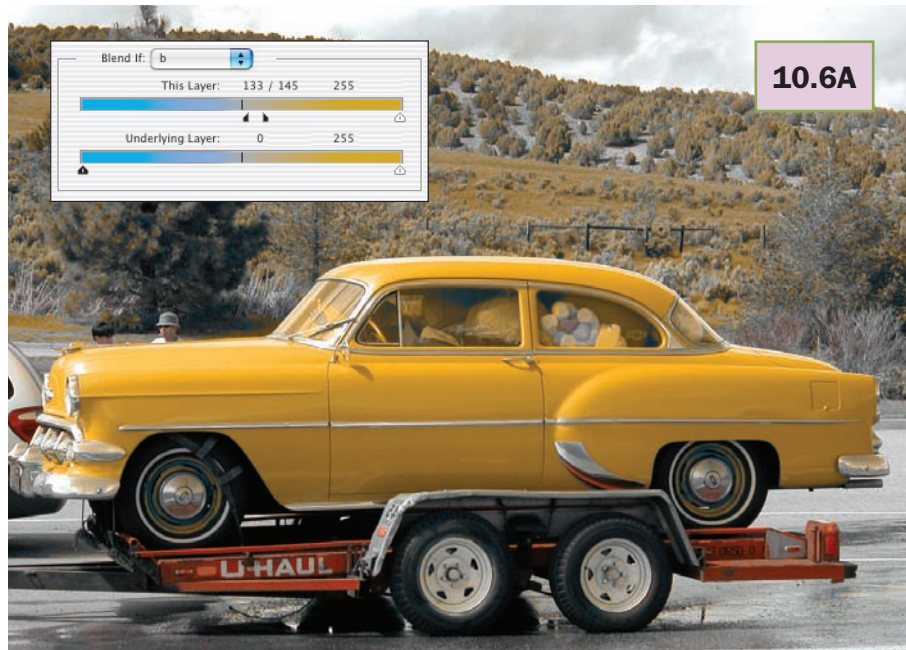 Blend If: b
This Layer: 133 / 145 255
Underlying Layer: 0 255
10.6A
U-HAUL